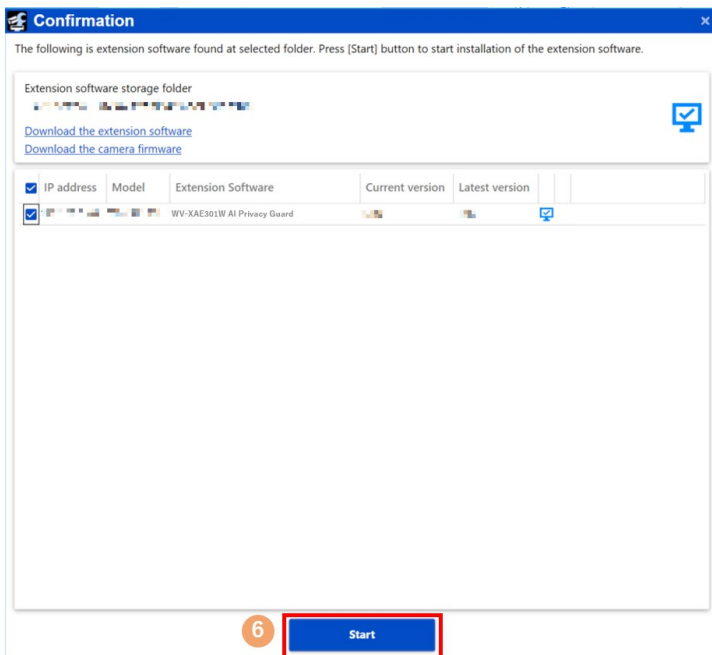 Confirmation
The following is extension software found at selected folder. Press [Start] button to start installation of the extension software.
Extension software storage folder
Download the extension software
Download the camera firmware
IP address Model Extension Software Current version Latest version
WV-XAE301W AI Privacy Guard
6 Start